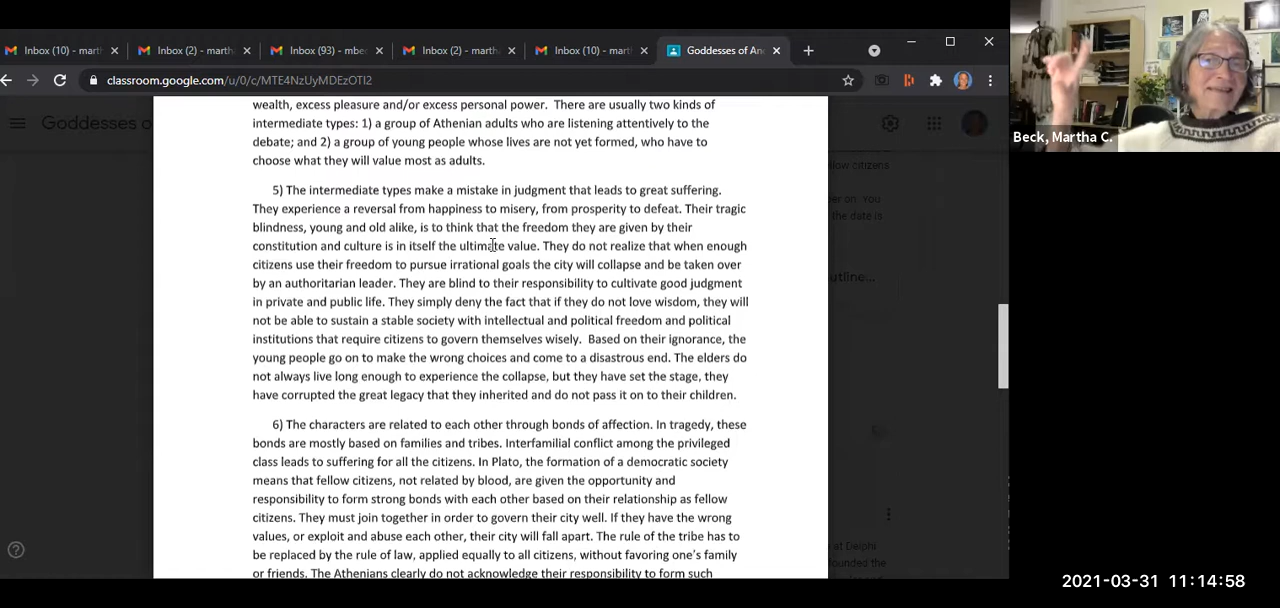 Inbox (10) - mart
Inbox (2) - marth
Inbox (93) - mbe
Inbox (2) - marth
Inbox (10) - mart
Goddesses of An
classroom.google.com/u/0/c/MTE4NzUyMDEzOTI2
Goddesses o
Beck, Martha C.
wealth, excess pleasure and/or excess personal power. There are usually two kinds of
intermediate types: 1) a group of Athenian adults who are listening attentively to the
debate; and 2) a group of young people whose lives are not yet formed, who have to
choose what they will value most as adults.
5) The intermediate types make a mistake in judgment that leads to great suffering.
They experience a reversal from happiness to misery, from prosperity to defeat. Their tragic
blindness, young and old alike, is to think that the freedom they are given by their
constitution and culture is in itself the ultimate value. They do not realize that when enough
citizens use their freedom to pursue irrational goals the city will collapse and be taken over
by an authoritarian leader. They are blind to their responsibility to cultivate good judgment
in private and public life. They simply deny the fact that if they do not love wisdom, they will
not be able to sustain a stable society with intellectual and political freedom and political
institutions that require citizens to govern themselves wisely. Based on their ignorance, the
young people go on to make the wrong choices and come to a disastrous end. The elders do
not always live long enough to experience the collapse, but they have set the stage, they
have corrupted the great legacy that they inherited and do not pass it on to their children.
6) The characters are related to each other through bonds of affection. In tragedy, these
bonds are mostly based on families and tribes. Interfamilial conflict among the privileged
class leads to suffering for all the citizens. In Plato, the formation of a democratic society
means that fellow citizens, not related by blood, are given the opportunity and
responsibility to form strong bonds with each other based on their relationship as fellow
citizens. They must join together in order to govern their city well. If they have the wrong
values, or exploit and abuse each other, their city will fall apart. The rule of the tribe has to
be replaced by the rule of law, applied equally to all citizens, without favoring one's family
or friends. The Athenians clearly do not acknowledge their responsibility to form such
citizens
er on You
the date is
utline...
at Delphi
founded the
2021-03-31 11:14:58